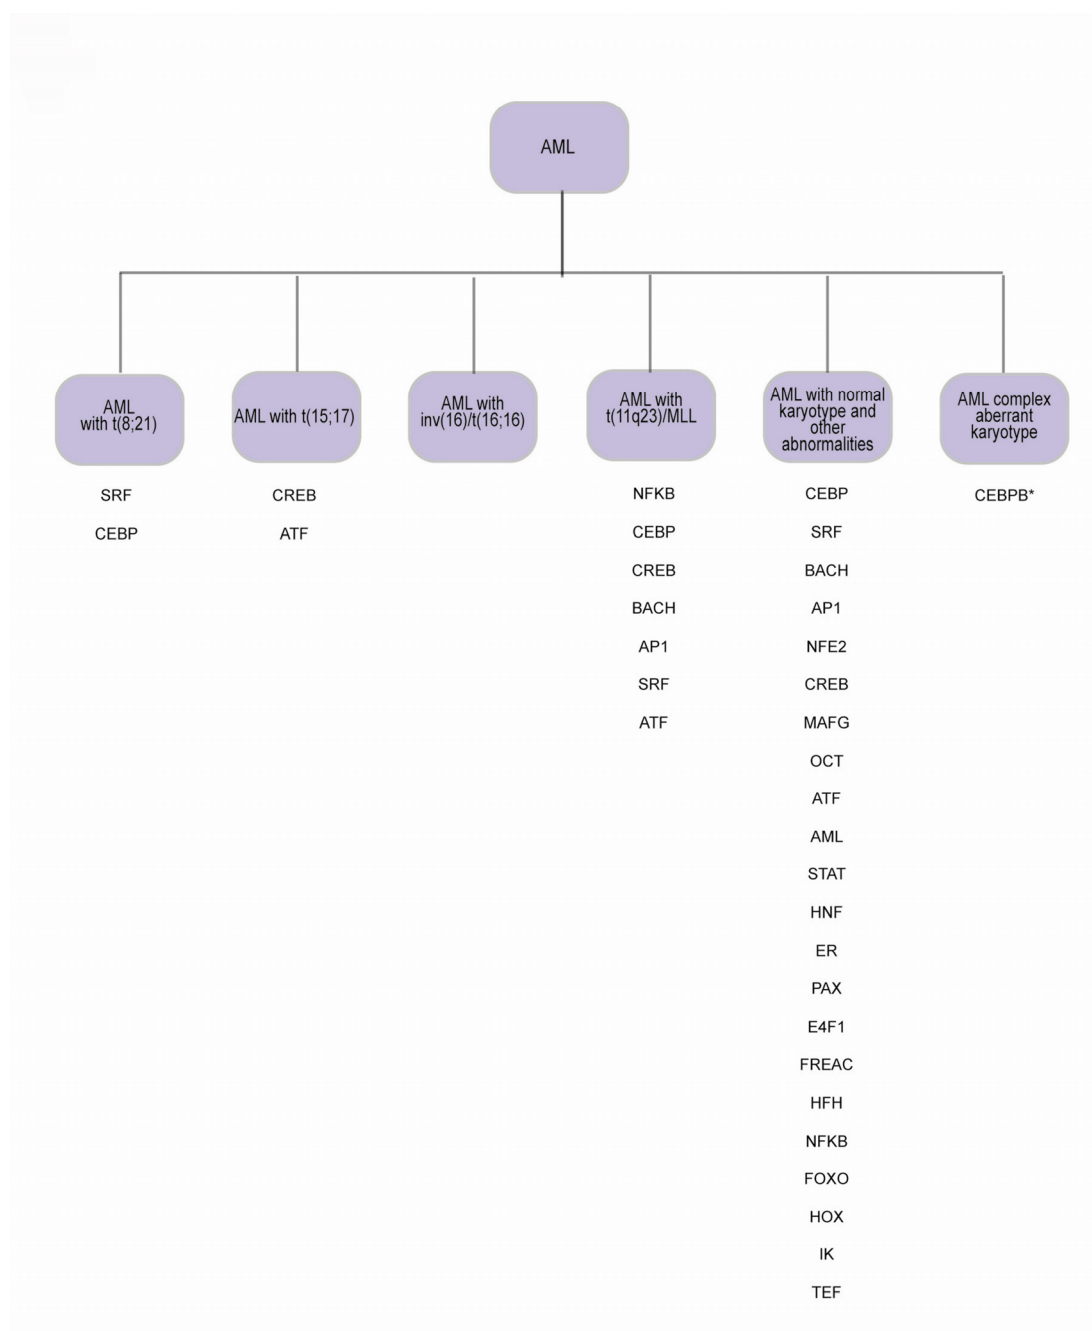 AML
AML
with t(8;21)
AML with t(15;17)
AML with
inv(16)/t(16;16)
AML with
t(11q23)/MLL
AML with normal
karyotype and
other
abnormalities
AML complex
aberrant
karyotype
SRF
CEBP
CREB
ATF
NFKB
CEBP
CREB
BACH
AP1
SRF
ATF
CEBP
SRF
BACH
AP1
NFE2
CREB
MAFG
OCT
ATF
AML
STAT
HNF
ER
PAX
E4F1
FREAC
HFH
NFKB
FOXO
HOX
IK
TEF
CEBPB*